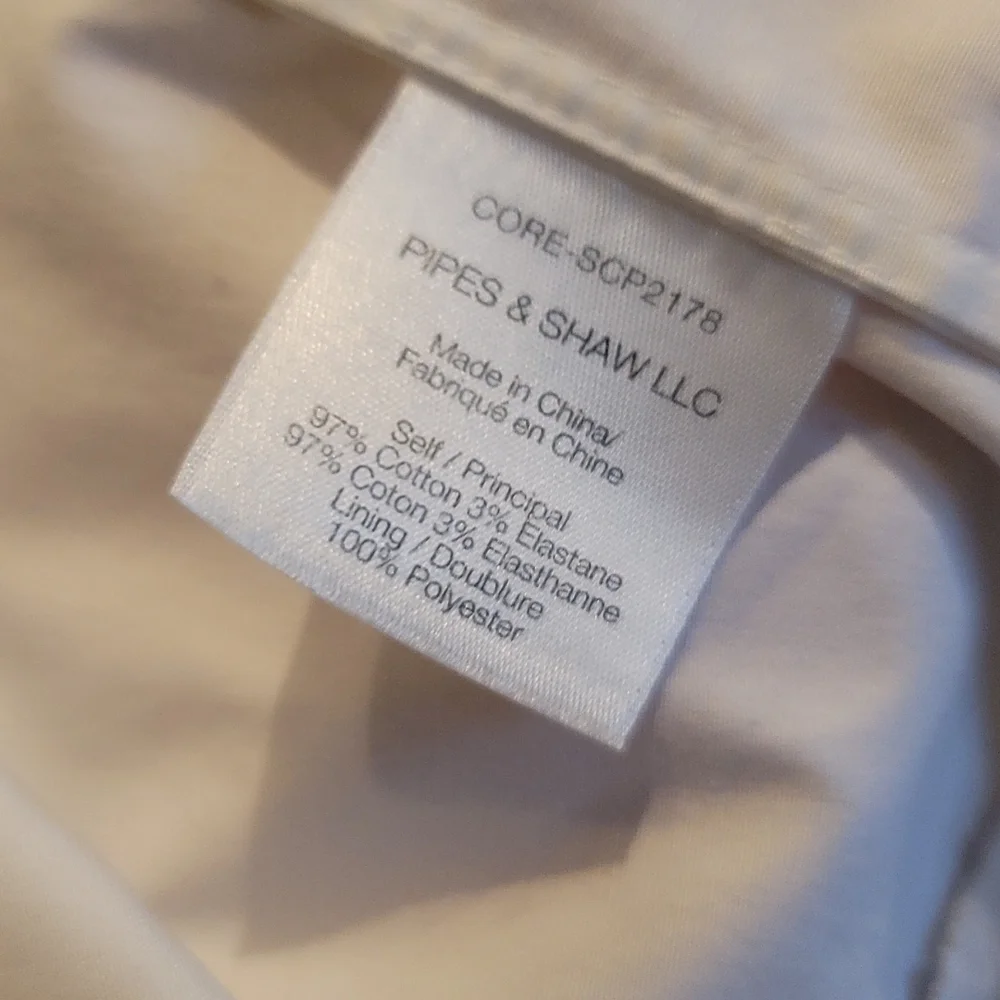 CORE-SCP2178
PIPES & SHAW LLC
Made in China/
Fabriqué en Chine
Self / Principal
97% Cotton 3% Elastane
97% Coton 3% Elasthanne
Lining / Doublure
100% Polyester